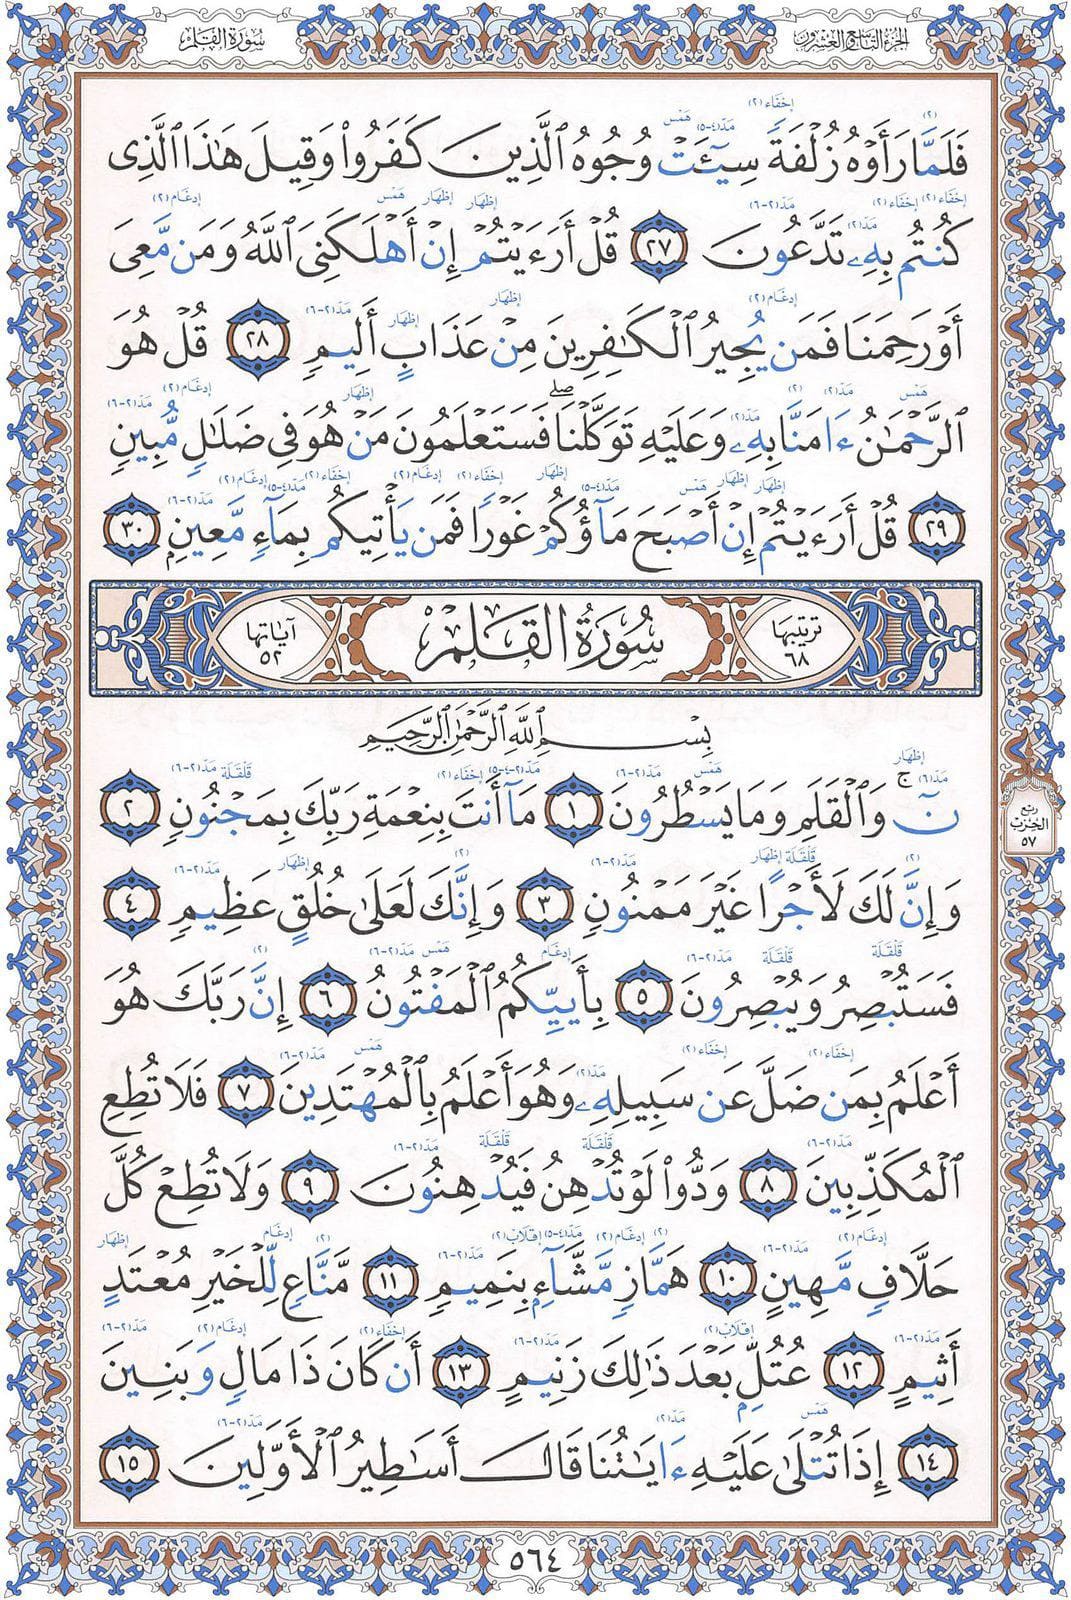 الجزء التاسع والعشرون
سورة القلم
فَلَمَّا رَأَوْهُ زُلْفَةً سِيٓـَٔتْ وُجُوهُ ٱلَّذِينَ كَفَرُوا۟ وَقِيلَ هَـٰذَا ٱلَّذِى
كُنتُم بِهِۦ تَدَّعُونَ ٢٧ قُلْ أَرَءَيْتُمْ إِنْ أَهْلَكَنِىَ ٱللَّهُ وَمَن مَّعِىَ
أَوْ رَحِمَنَا فَمَن يُجِيرُ ٱلْكَـٰفِرِينَ مِنْ عَذَابٍ أَلِيمٍ ٢٨ قُلْ هُوَ
ٱلرَّحْمَـٰنُ ءَامَنَّا بِهِۦ وَعَلَيْهِ تَوَكَّلْنَا ۖ فَسَتَعْلَمُونَ مَنْ هُوَ فِى ضَلَـٰلٍ مُّبِينٍ
٢٩ قُلْ أَرَءَيْتُمْ إِنْ أَصْبَحَ مَآؤُكُمْ غَوْرًا فَمَن يَأْتِيكُم بِمَآءٍ مَّعِينٍ ٣٠
ترتيبها ٦٨ سُورَةُ القَلَمِ آياتها ٥٢
بِسْمِ ٱللَّهِ ٱلرَّحْمَـٰنِ ٱلرَّحِيمِ
نٓ ۚ وَٱلْقَلَمِ وَمَا يَسْطُرُونَ ١ مَآ أَنتَ بِنِعْمَةِ رَبِّكَ بِمَجْنُونٍ ٢
وَإِنَّ لَكَ لَأَجْرًا غَيْرَ مَمْنُونٍ ٣ وَإِنَّكَ لَعَلَىٰ خُلُقٍ عَظِيمٍ ٤
فَسَتُبْصِرُ وَيُبْصِرُونَ ٥ بِأَييِّكُمُ ٱلْمَفْتُونُ ٦ إِنَّ رَبَّكَ هُوَ
أَعْلَمُ بِمَن ضَلَّ عَن سَبِيلِهِۦ وَهُوَ أَعْلَمُ بِٱلْمُهْتَدِينَ ٧ فَلَا تُطِعِ
ٱلْمُكَذِّبِينَ ٨ وَدُّوا۟ لَوْ تُدْهِنُ فَيُدْهِنُونَ ٩ وَلَا تُطِعْ كُلَّ
حَلَّافٍ مَّهِينٍ ١٠ هَمَّازٍ مَّشَّآءٍۭ بِنَمِيمٍ ١١ مَّنَّاعٍ لِّلْخَيْرِ مُعْتَدٍ
أَثِيمٍ ١٢ عُتُلٍّۭ بَعْدَ ذَٰلِكَ زَنِيمٍ ١٣ أَن كَانَ ذَا مَالٍ وَبَنِينَ
١٤ إِذَا تُتْلَىٰ عَلَيْهِ ءَايَـٰتُنَا قَالَ أَسَـٰطِيرُ ٱلْأَوَّلِينَ ١٥
ربع
الحزب
٥٧
٥٦٤